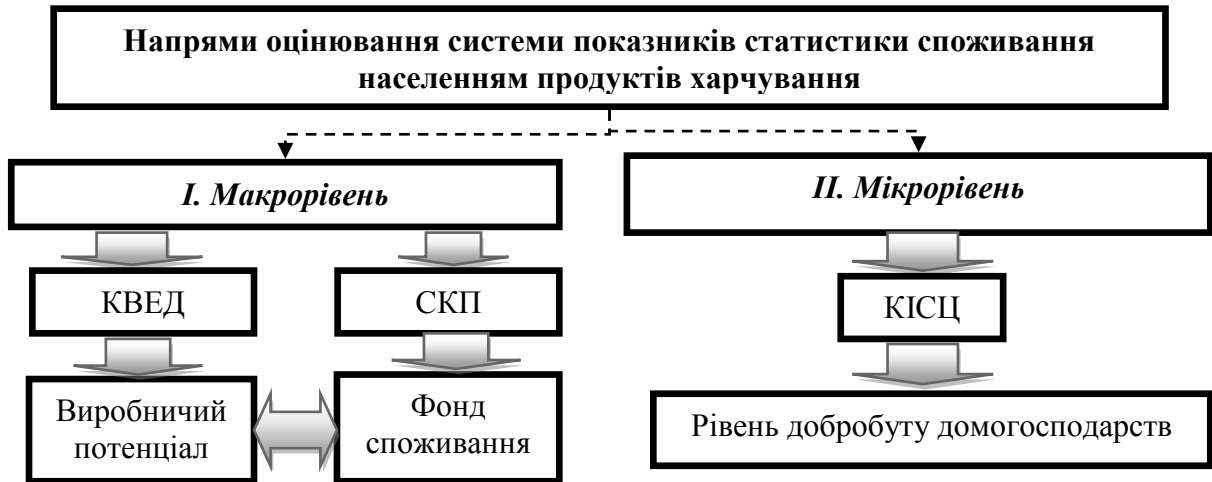 Напрями оцінювання системи показників статистики споживання
населенням продуктів харчування
І. Макрорівень
ІІ. Мікрорівень
КВЕД
СКП
КІСЦ
Виробничий
потенціал
Фонд
споживання
Рівень добробуту домогосподарств